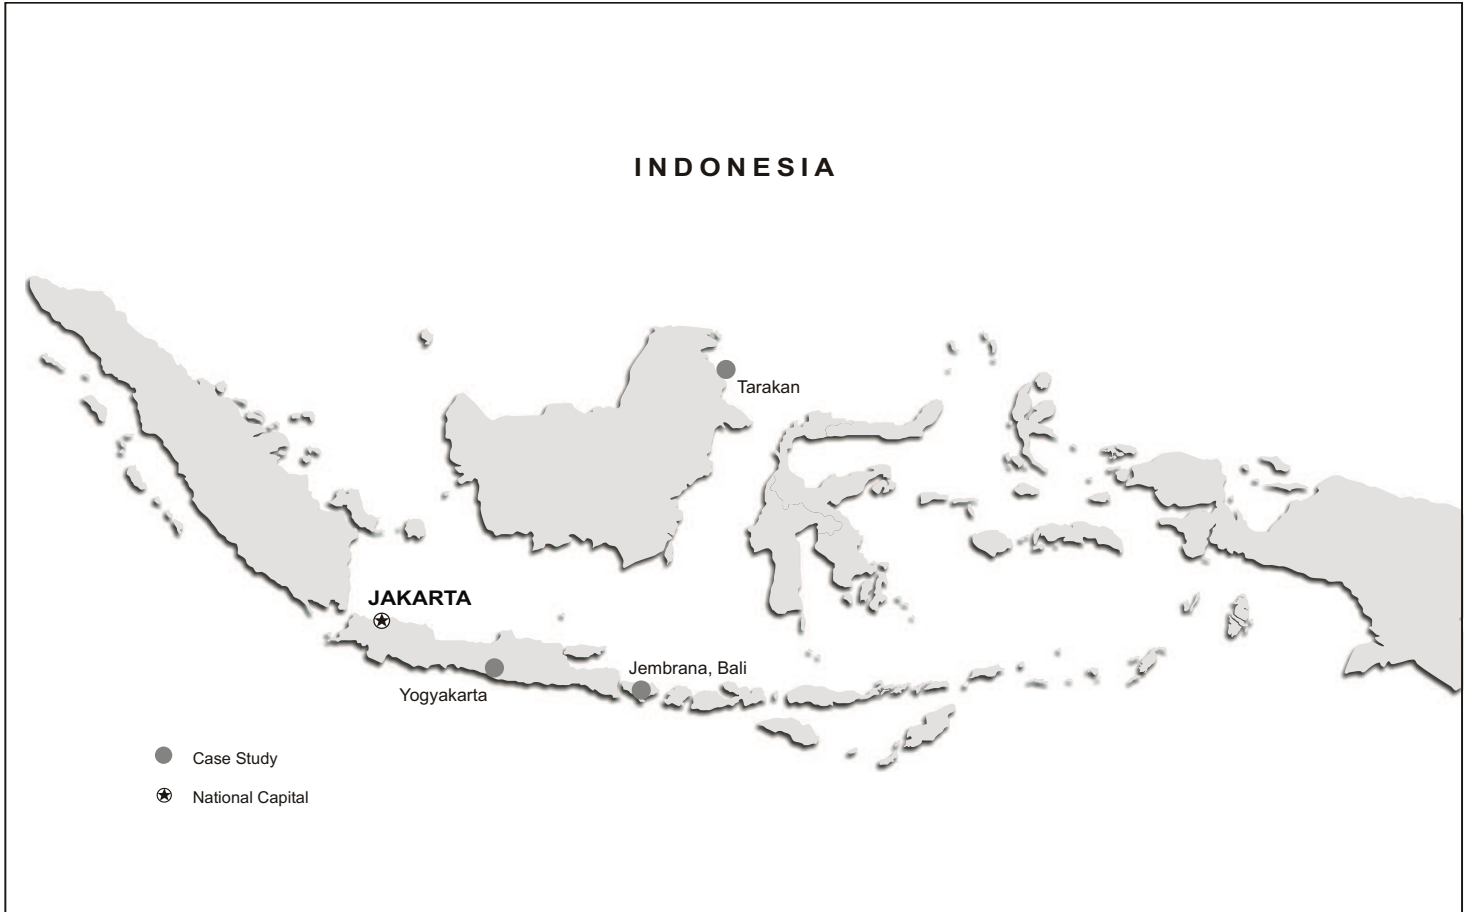 INDONESIA
Tarakan
JAKARTA
Jembrana, Bali
Yogyakarta
Case Study
National Capital